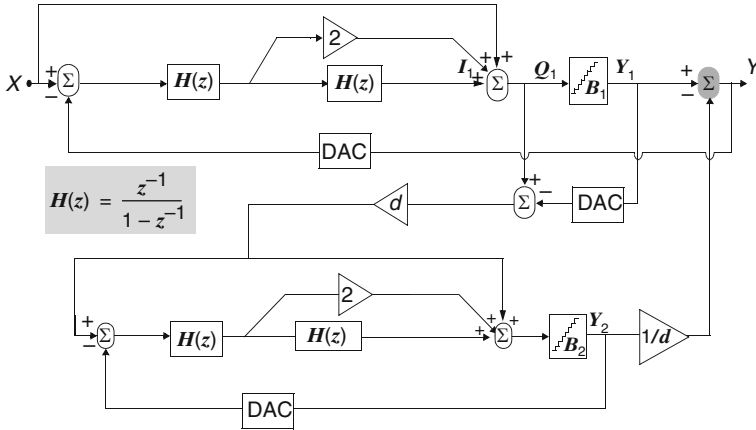 2
X + − Σ H(z) H(z) I₁ + + + Σ Q₁ B₁ Y₁ + − Σ Y
DAC
H(z) = z⁻¹ / 1 − z⁻¹
d Σ + − DAC
2
+ − Σ H(z) H(z) + + + Σ B₂ Y₂ 1/d
DAC